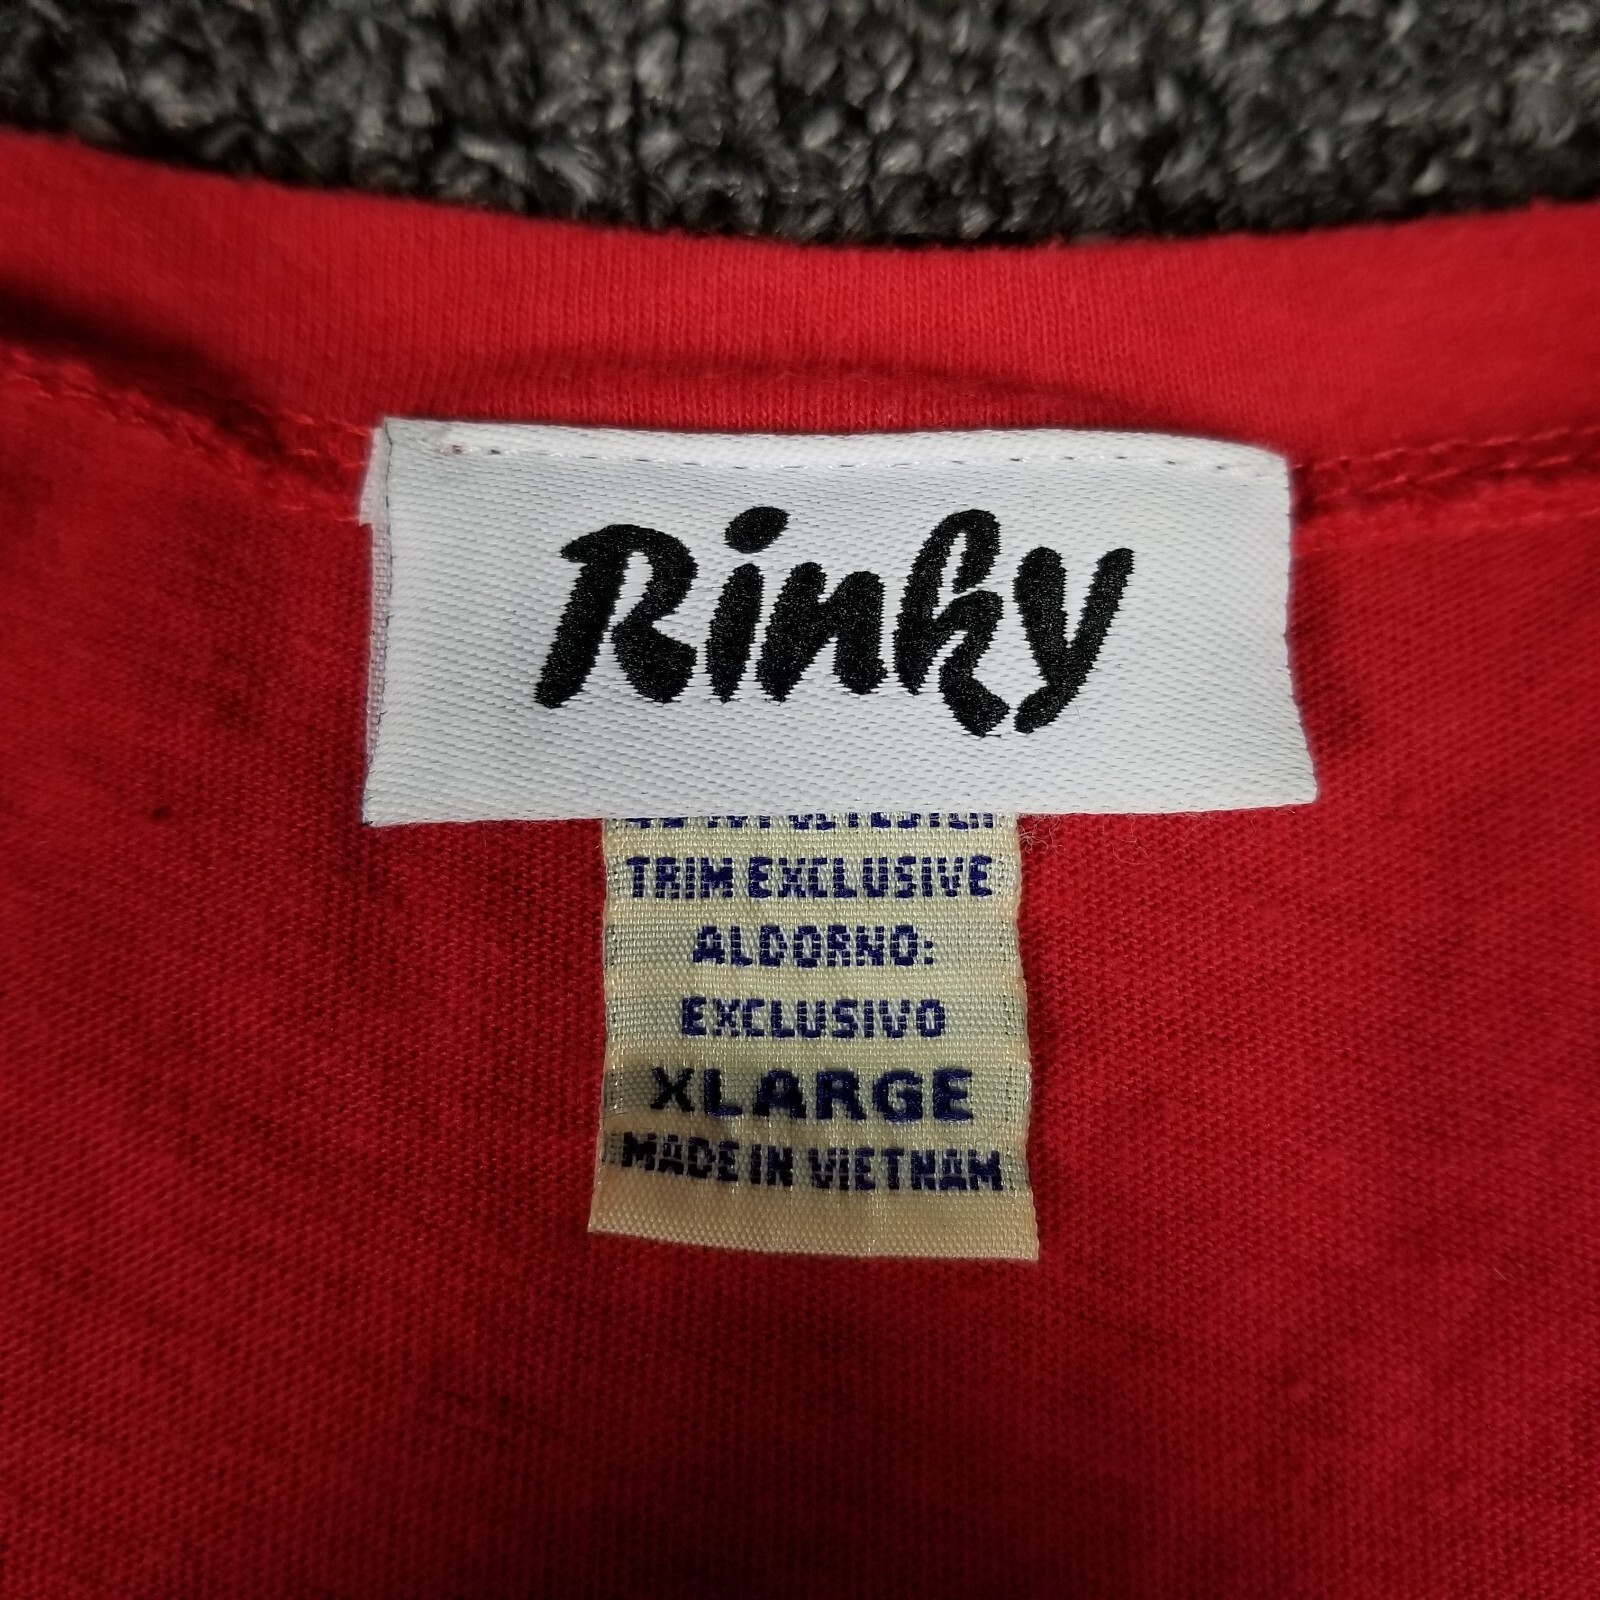 Rinky
TRIM EXCLUSIVE
ALDORNO:
EXCLUSIVO
XLARGE
MADE IN VIETNAM